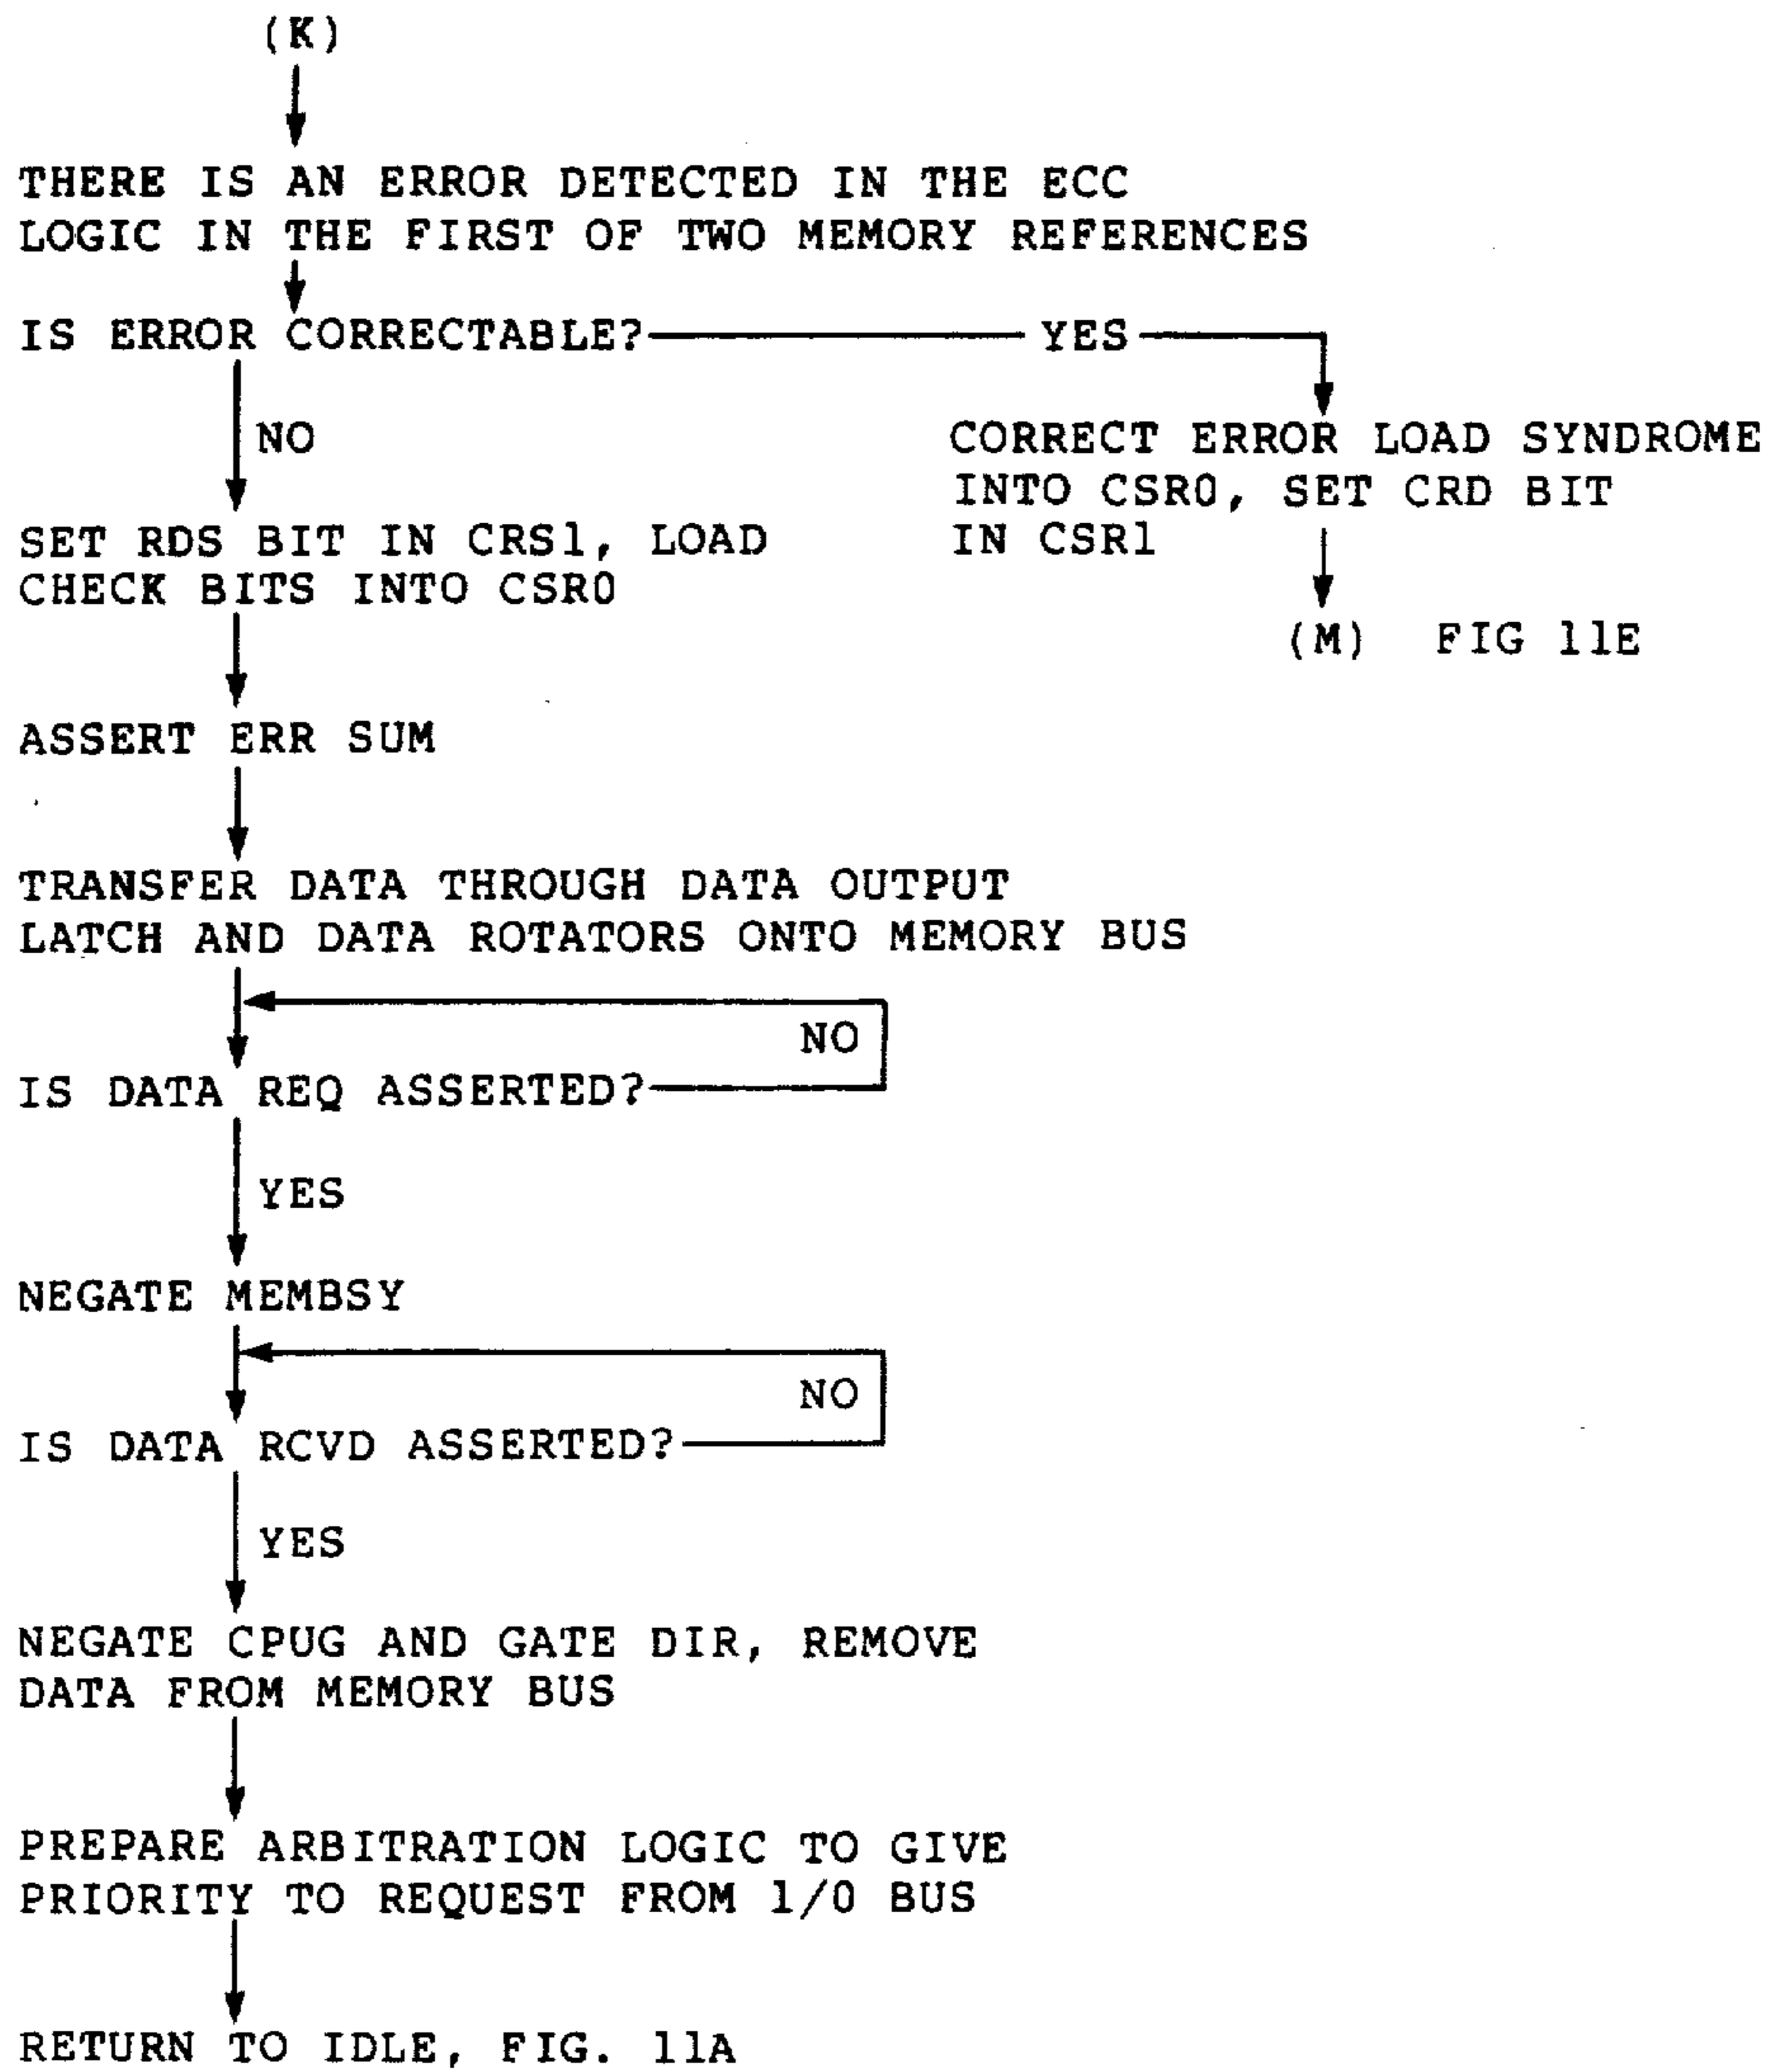 (K)
THERE IS AN ERROR DETECTED IN THE ECC
LOGIC IN THE FIRST OF TWO MEMORY REFERENCES
IS ERROR CORRECTABLE? YES
NO
CORRECT ERROR LOAD SYNDROME
INTO CSR0, SET CRD BIT
IN CSR1
(M) FIG 11E
SET RDS BIT IN CRS1, LOAD
CHECK BITS INTO CSR0
ASSERT ERR SUM
TRANSFER DATA THROUGH DATA OUTPUT
LATCH AND DATA ROTATORS ONTO MEMORY BUS
NO
IS DATA REQ ASSERTED?
YES
NEGATE MEMBSY
NO
IS DATA RCVD ASSERTED?
YES
NEGATE CPUG AND GATE DIR, REMOVE
DATA FROM MEMORY BUS
PREPARE ARBITRATION LOGIC TO GIVE
PRIORITY TO REQUEST FROM 1/0 BUS
RETURN TO IDLE, FIG. 11A